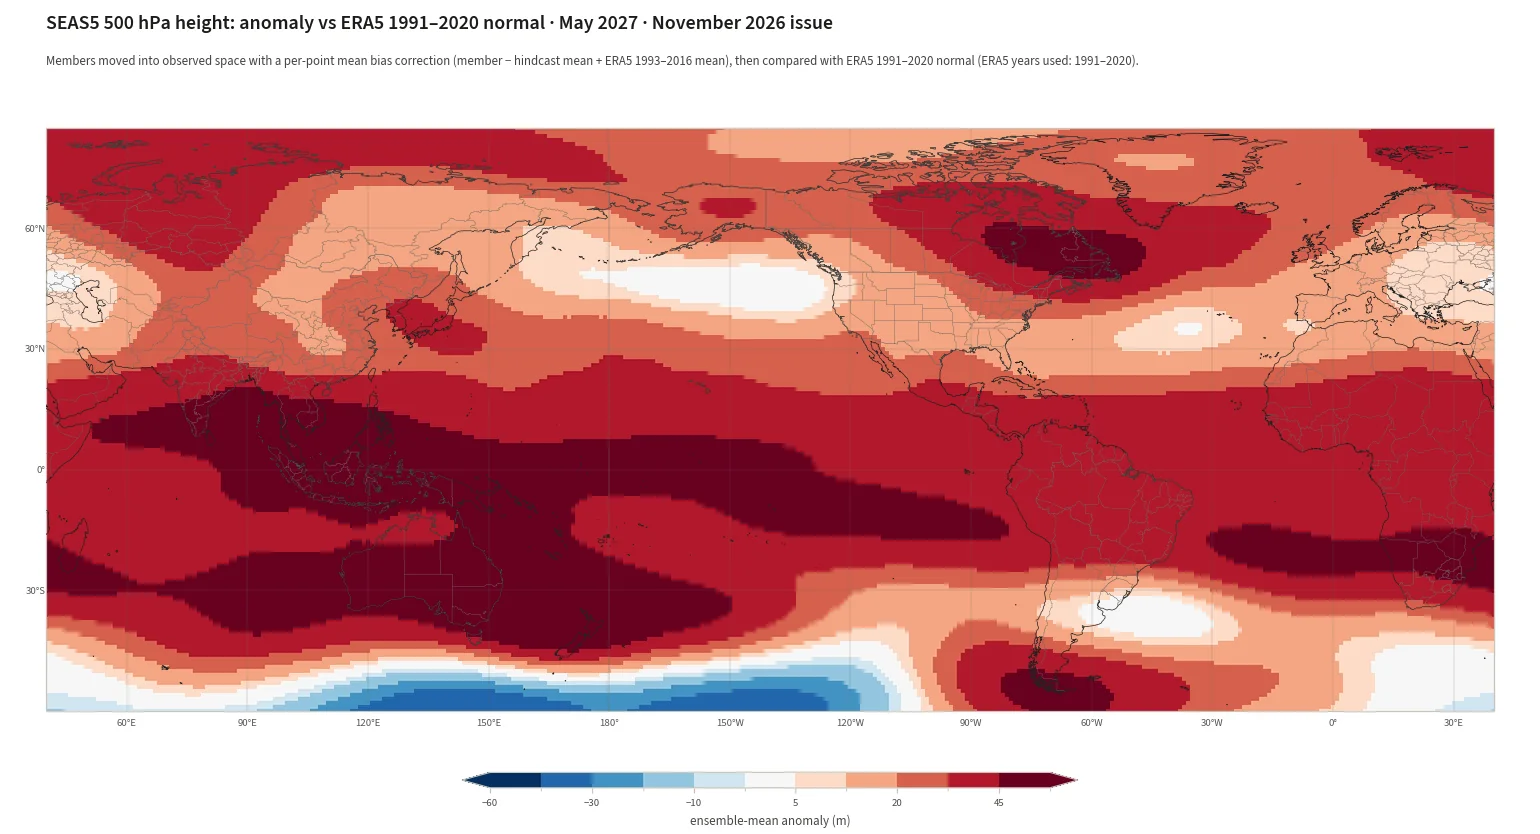 SEAS5 500 hPa height: anomaly vs ERA5 1991–2020 normal · May 2027 · November 2026 issue
Members moved into observed space with a per-point mean bias correction (member − hindcast mean + ERA5 1993–2016 mean), then compared with ERA5 1991–2020 normal (ERA5 years used: 1991–2020).
60°N
30°N
0°
30°S
60°E 90°E 120°E 150°E 180° 150°W 120°W 90°W 60°W 30°W 0° 30°E
−60 −30 −10 5 20 45
ensemble-mean anomaly (m)